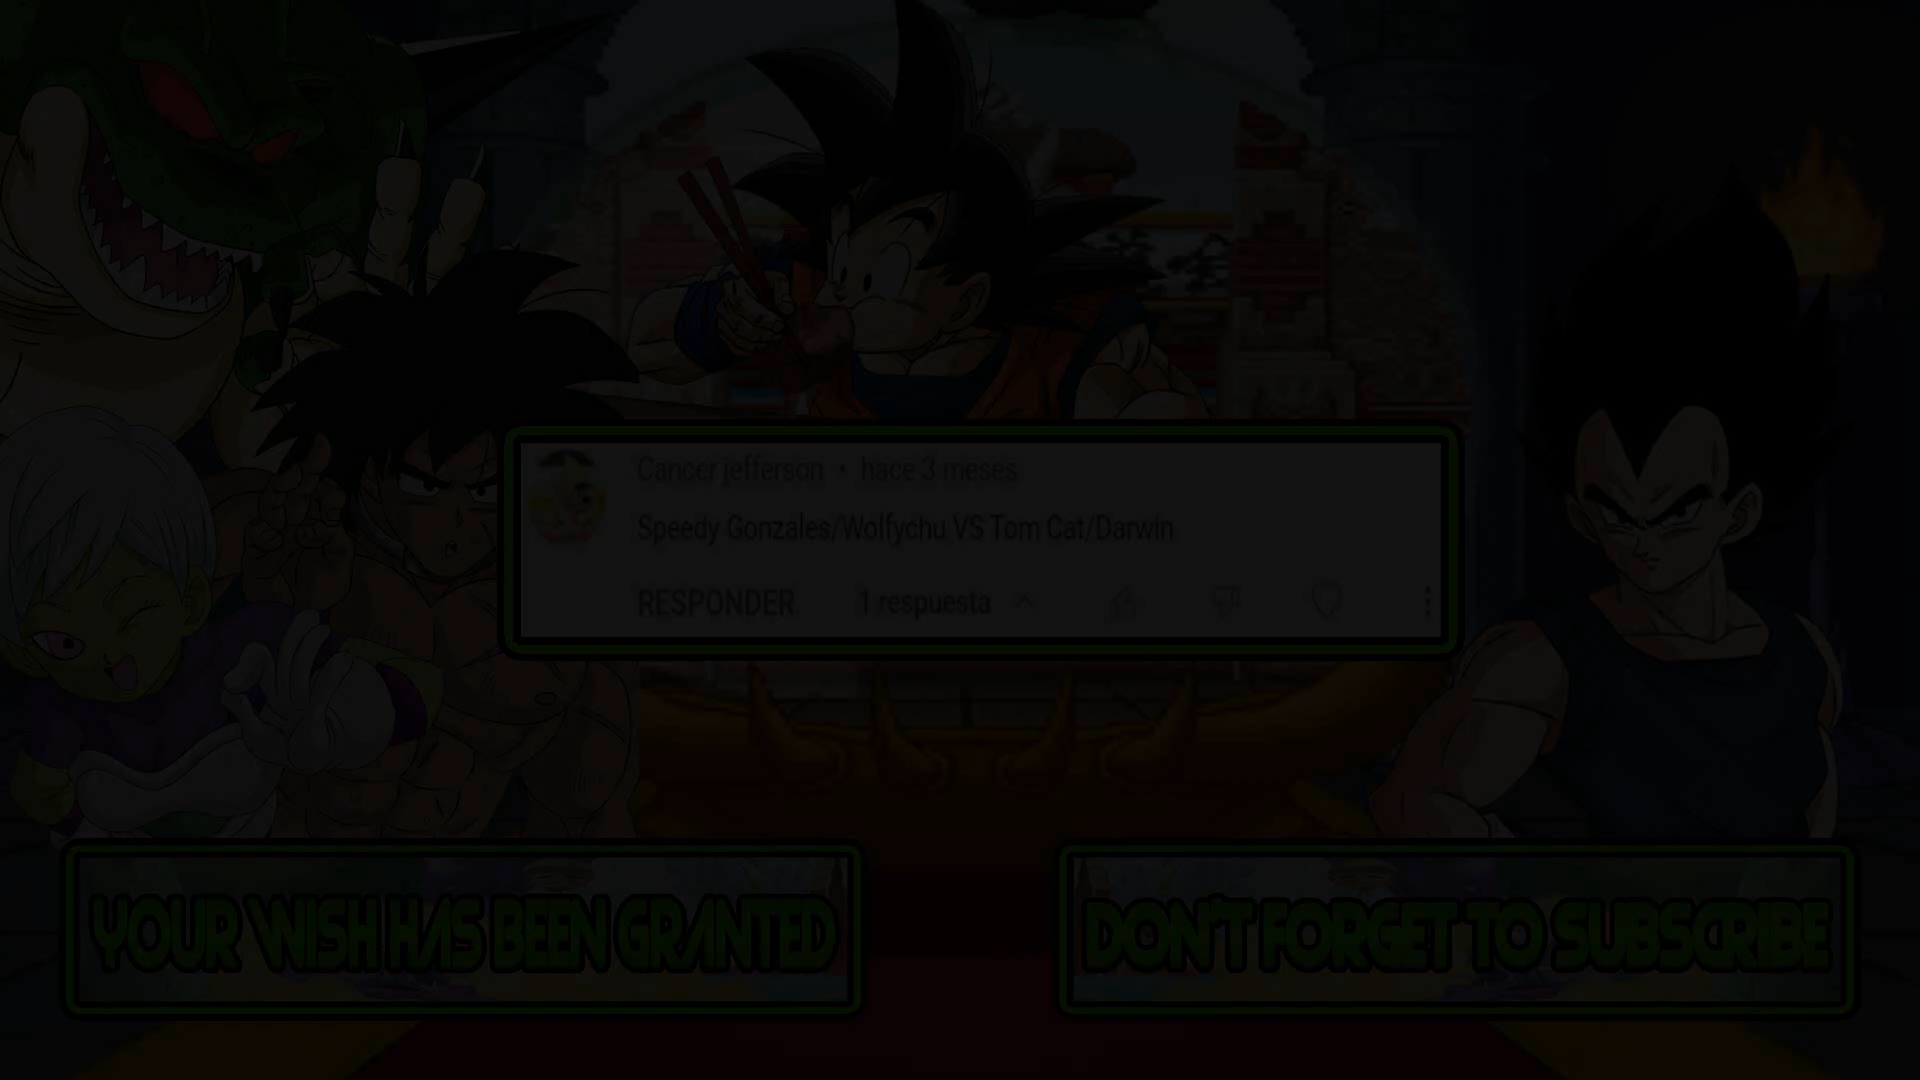 Cancer jefferson • hace 3 meses
Speedy Gonzales/Wolfychu VS Tom Cat/Darwin
RESPONDER 1 respuesta
YOUR WISH HAS BEEN GRANTED
DON'T FORGET TO SUBSCRIBE